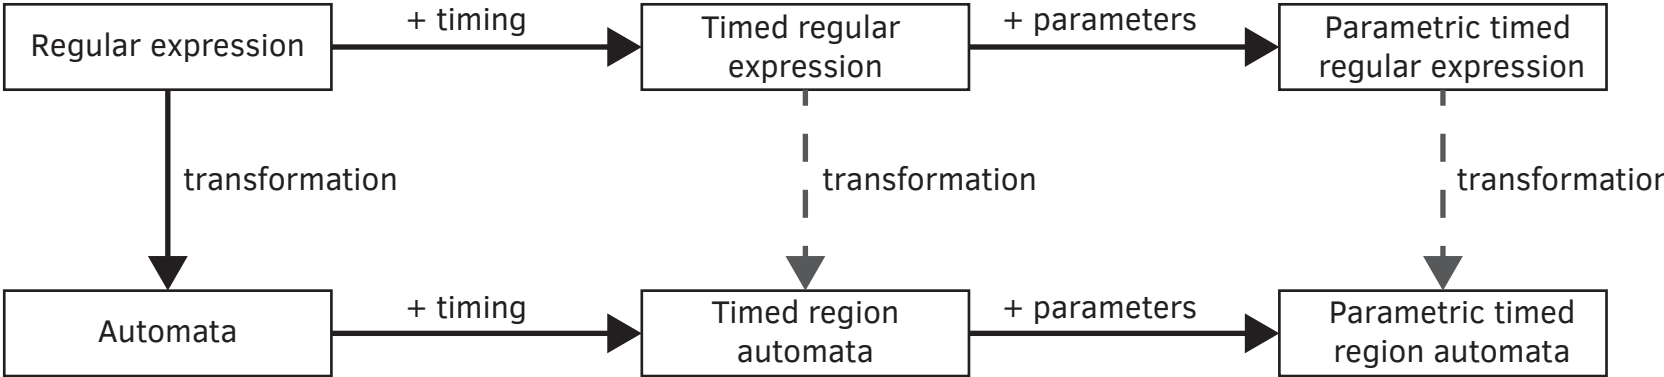 + timing
+ parameters
Regular expression
Timed regular
expression
Parametric timed
regular expression
transformation
transformation
transformation
+ timing
+ parameters
Automata
Timed region
automata
Parametric timed
region automata